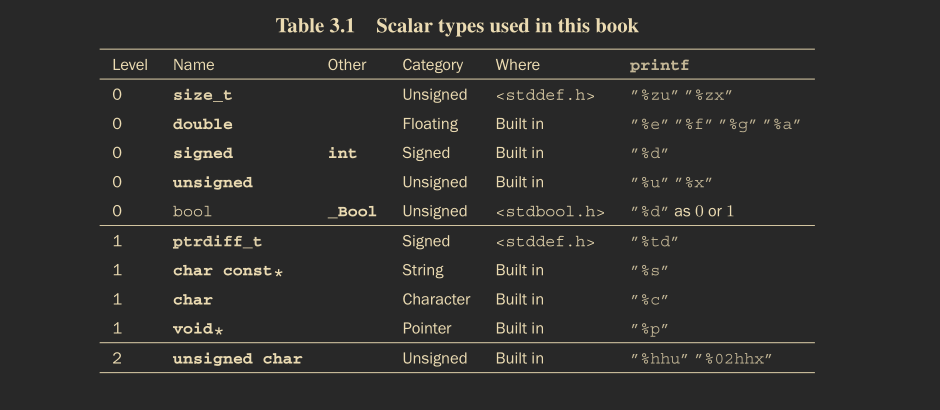 Table 3.1 Scalar types used in this book
Level Name Other Category Where printf
0 size_t Unsigned <stddef.h> "%zu" "%zx"
0 double Floating Built in "%e" "%f" "%g" "%a"
0 signed int Signed Built in "%d"
0 unsigned Unsigned Built in "%u" "%x"
0 bool _Bool Unsigned <stdbool.h> "%d" as 0 or 1
1 ptrdiff_t Signed <stddef.h> "%td"
1 char const* String Built in "%s"
1 char Character Built in "%c"
1 void* Pointer Built in "%p"
2 unsigned char Unsigned Built in "%hhu" "%02hhx"